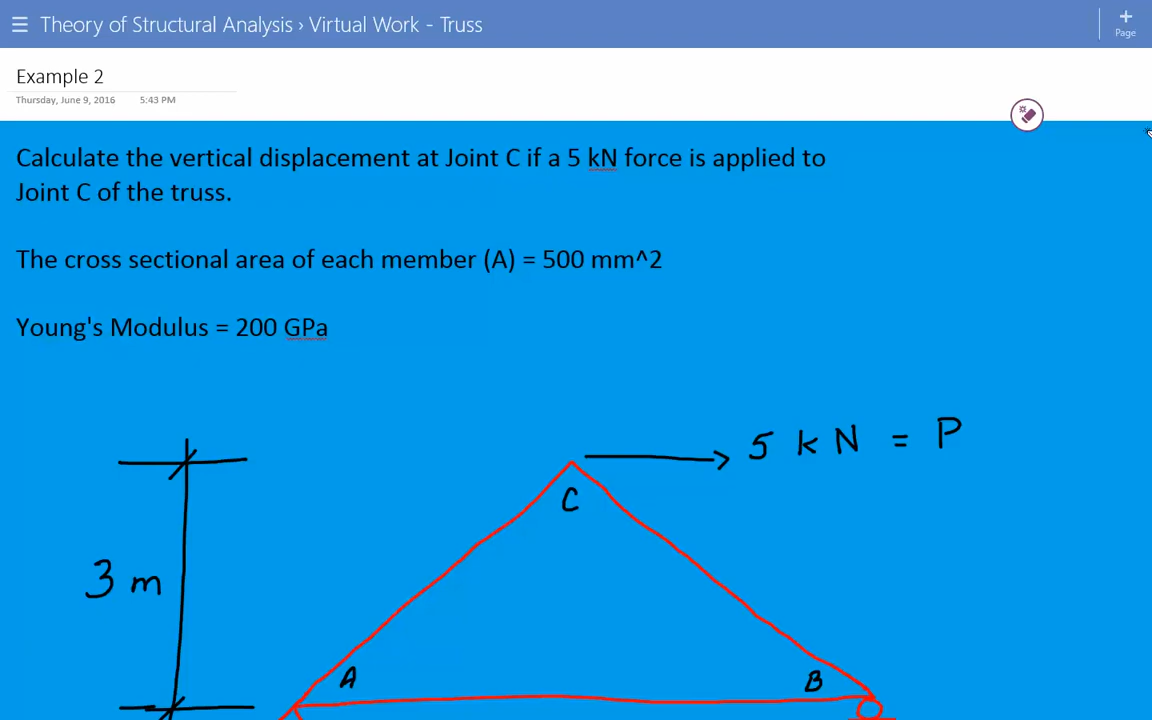 Theory of Structural Analysis › Virtual Work - Truss
Page
Example 2
Thursday, June 9, 2016 5:43 PM
Calculate the vertical displacement at Joint C if a 5 kN force is applied to
Joint C of the truss.
The cross sectional area of each member (A) = 500 mm^2
Young's Modulus = 200 GPa
5 kN = P
C
3 m
A
B